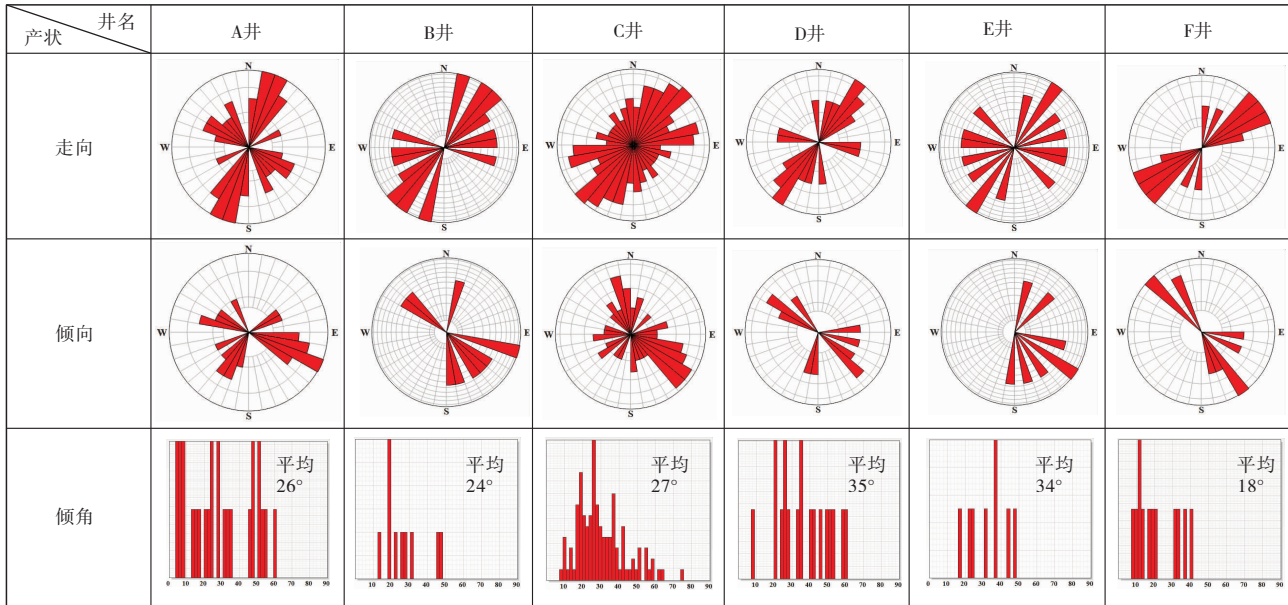 井名
产状
A井 B井 C井 D井 E井 F井
走向
N N N N N N
W E W E W E W E W E W E
S S S S S S
倾向
N N N N N N
W E W E W E W E W E W E
S S S S S S
倾角
平均 平均 平均 平均 平均 平均
26° 24° 27° 35° 34° 18°
0 10 20 30 40 50 60 70 80 90 10 20 30 40 50 60 70 80 90 10 20 30 40 50 60 70 80 90 10 20 30 40 50 60 70 80 90 0 10 20 30 40 50 60 70 80 90 10 20 30 40 50 60 70 80 90